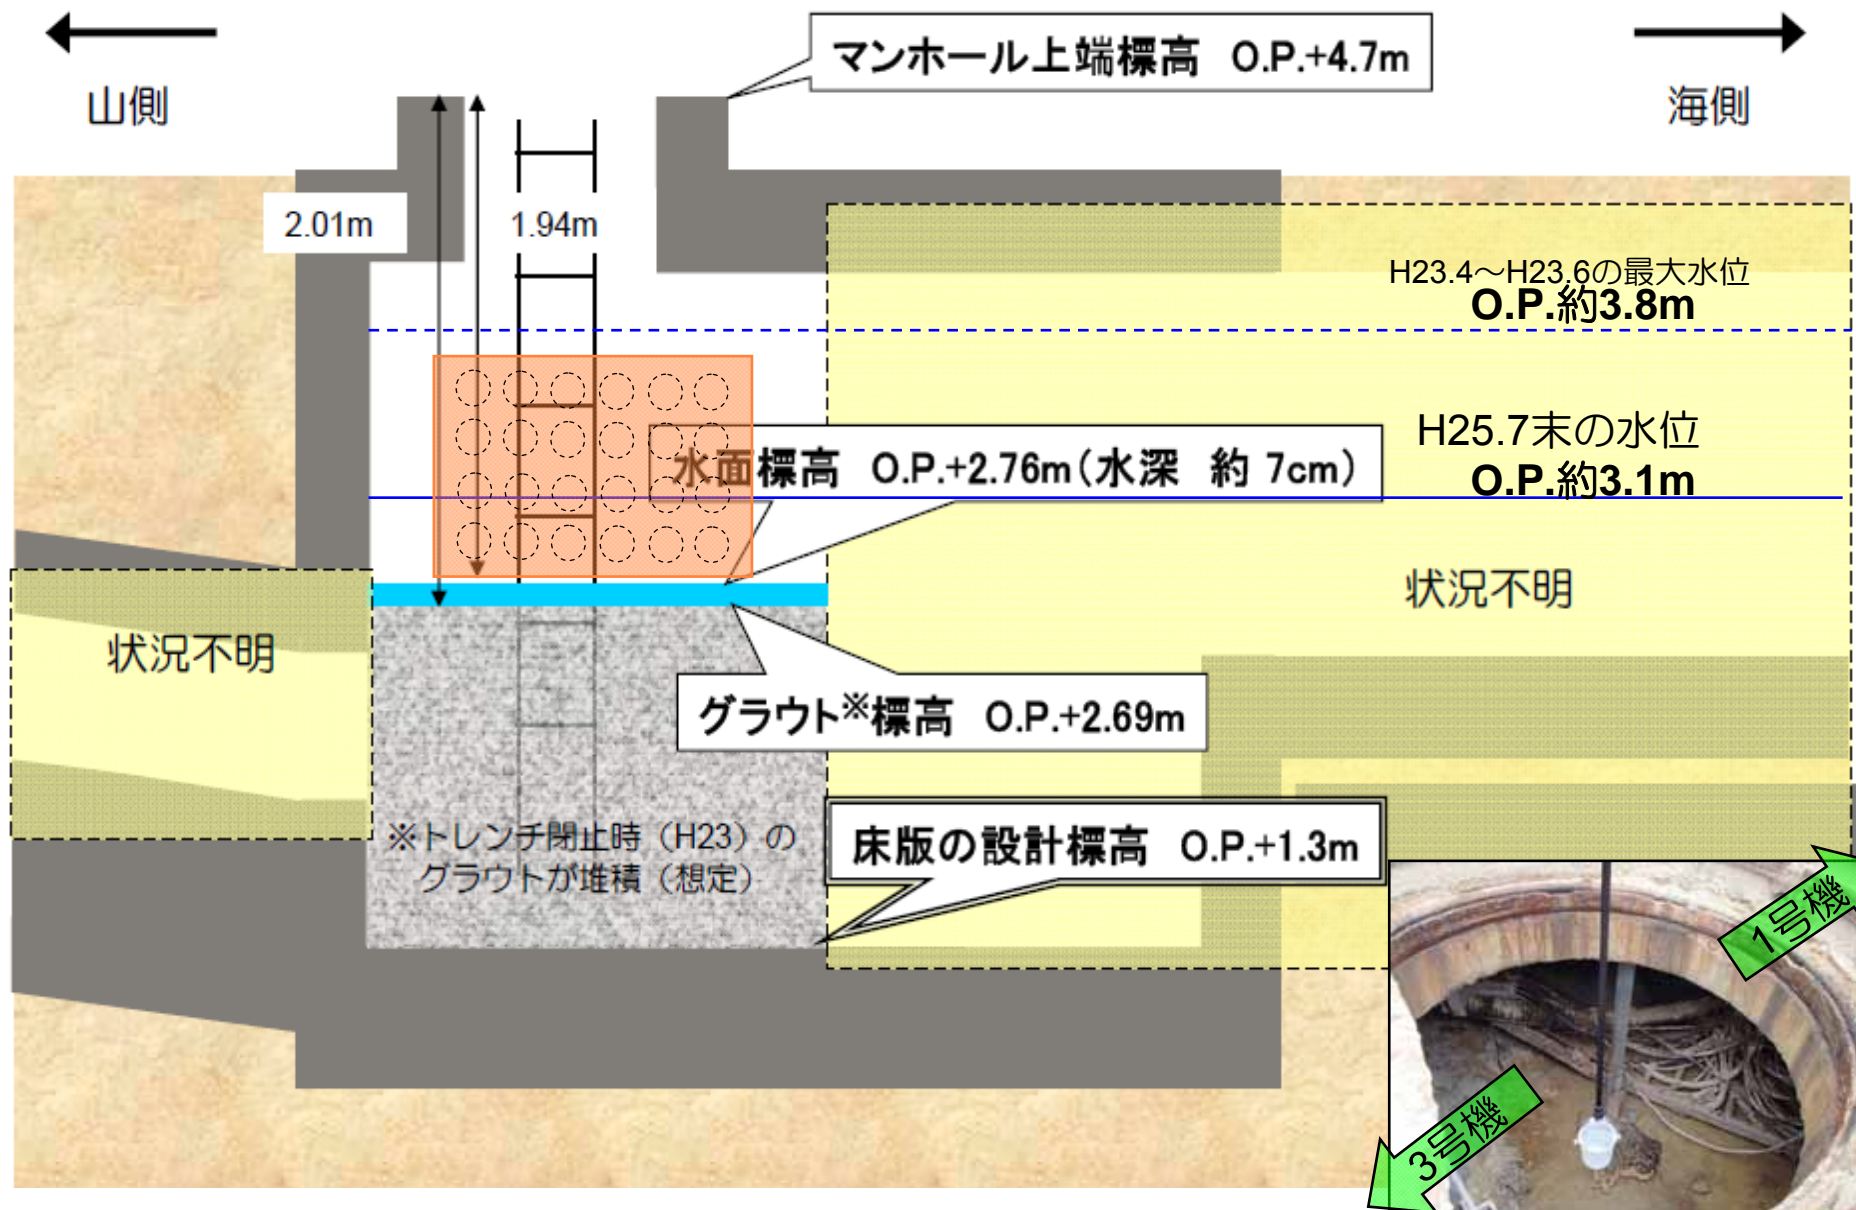 マンホール上端標高 O.P.+4.7m
山側
海側
2.01m
1.94m
H23.4～H23.6の最大水位
O.P.約3.8m
H25.7末の水位
O.P.約3.1m
水面標高 O.P.+2.76m(水深 約 7cm)
状況不明
状況不明
グラウト※標高 O.P.+2.69m
※トレンチ閉止時（H23）の
グラウトが堆積（想定）
床版の設計標高 O.P.+1.3m
1号機
3号機